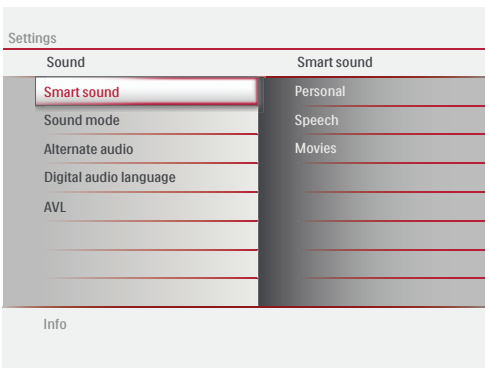 Settings
Sound Smart sound
Smart sound Personal
Sound mode Speech
Alternate audio Movies
Digital audio language
AVL
Info